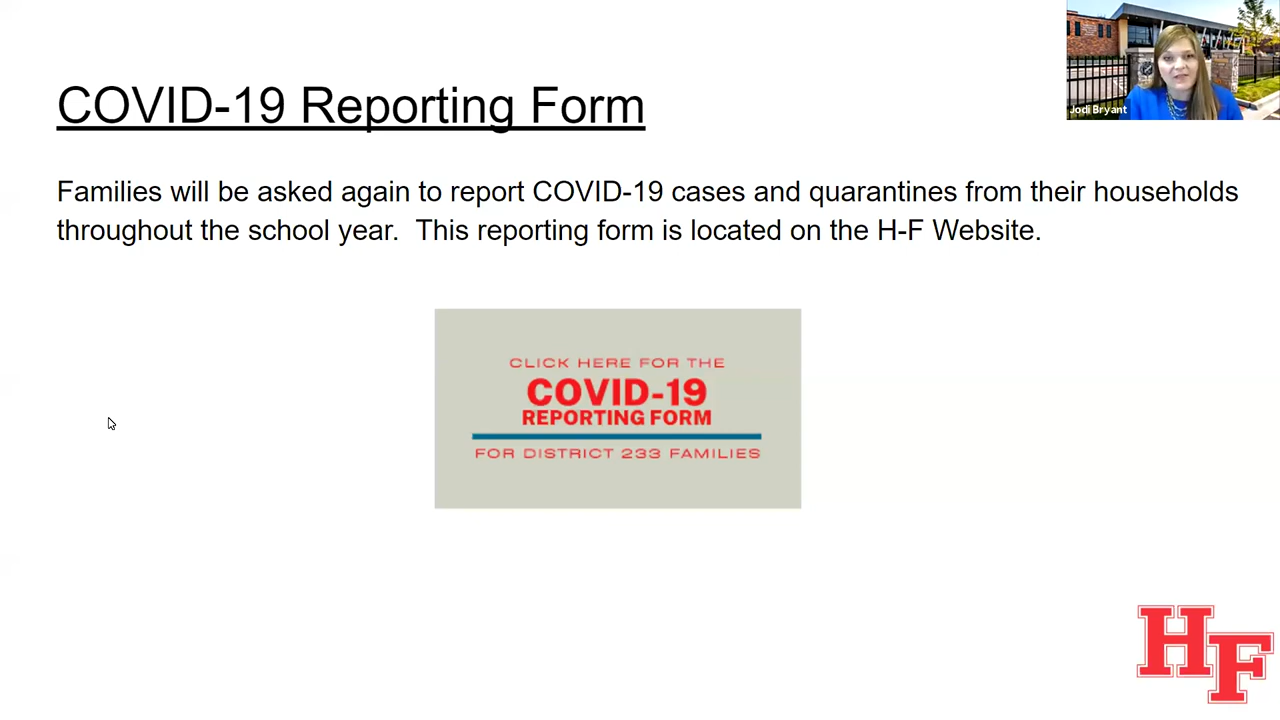 COVID-19 Reporting Form
Jodi Bryant
Families will be asked again to report COVID-19 cases and quarantines from their households
throughout the school year.  This reporting form is located on the H-F Website.
CLICK HERE FOR THE
COVID-19
REPORTING FORM
FOR DISTRICT 233 FAMILIES
HF